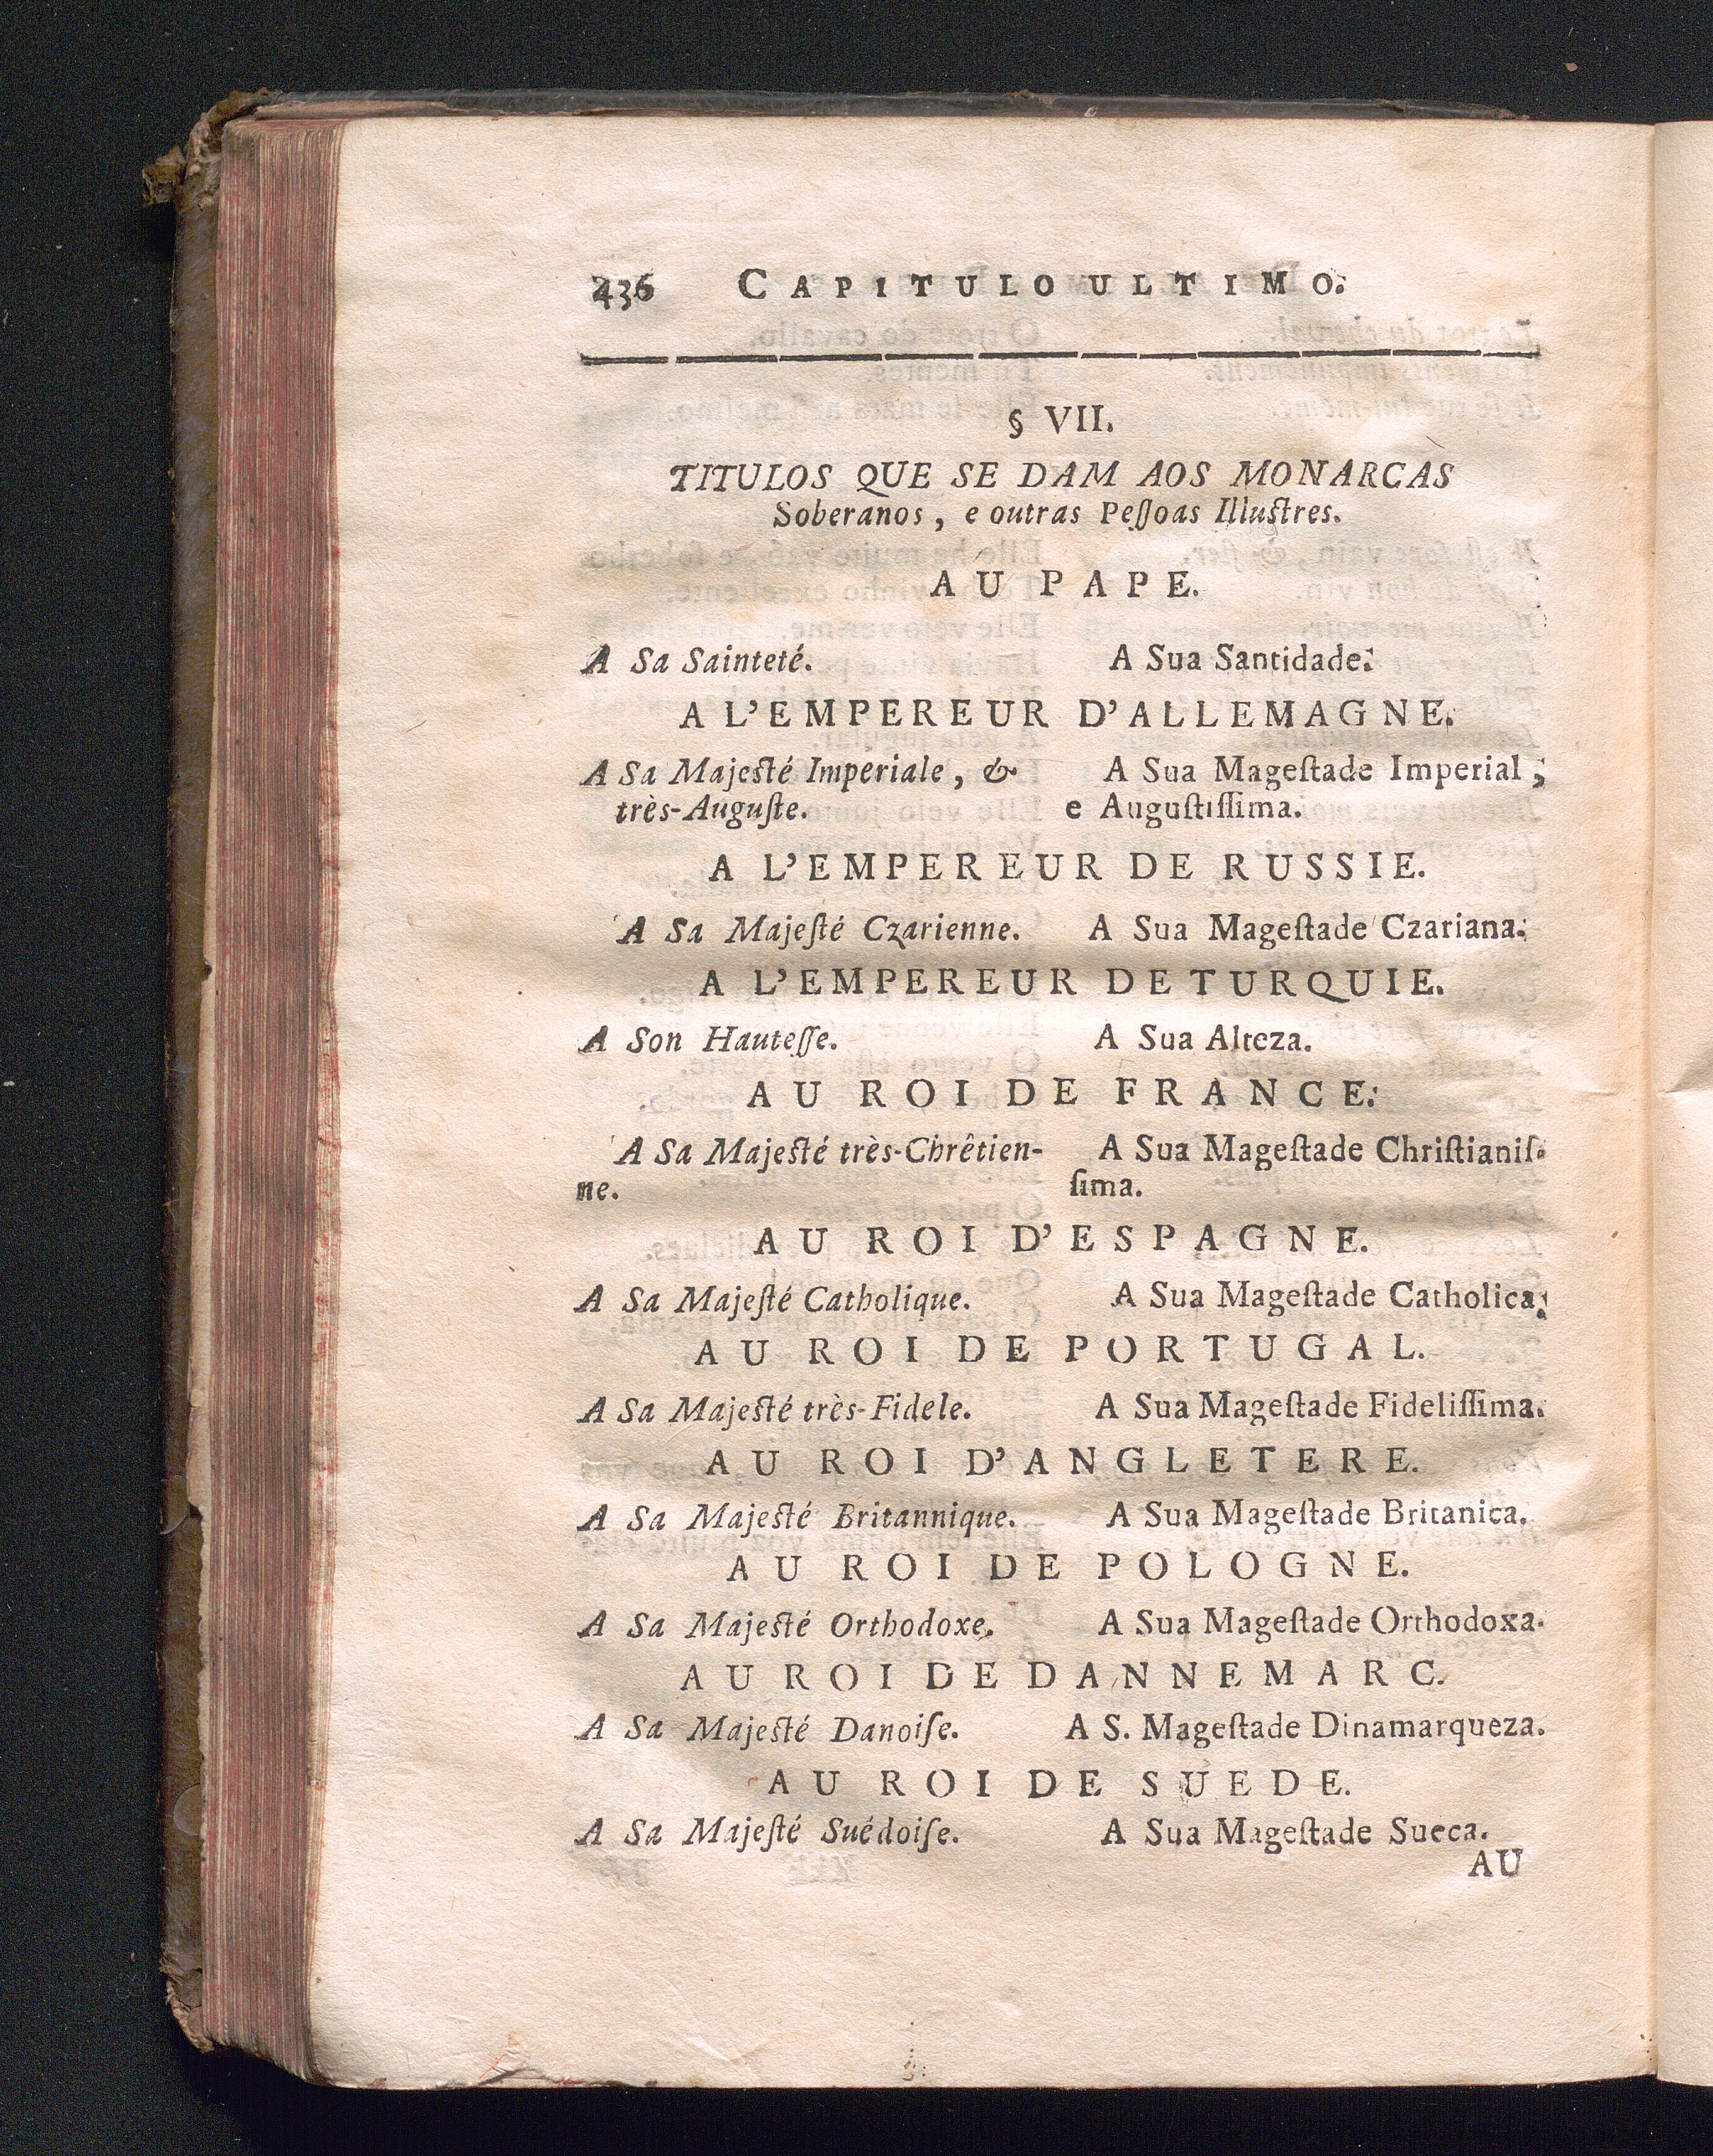 436 CAPITULO ULTIMO.
§ VII.
TITULOS QUE SE DAM AOS MONARCAS
Soberanos, e outras Peſſoas Illuſtres.
AU PAPE.
A Sa Sainteté. A Sua Santidade.
A L'EMPEREUR D'ALLEMAGNE.
A Sa Majeſté Imperiale, & A Sua Mageſtade Imperial,
très-Auguſte. e Auguſtiſſima.
A L'EMPEREUR DE RUSSIE.
A Sa Majeſté Czarienne. A Sua Mageſtade Czariana.
A L'EMPEREUR DE TURQUIE.
A Son Hauteſſe. A Sua Alteza.
AU ROI DE FRANCE.
A Sa Majeſté très-Chrêtien- A Sua Mageſtade Chriſtianiſ-
ne. ſima.
AU ROI D'ESPAGNE.
A Sa Majeſté Catholique. A Sua Mageſtade Catholica.
AU ROI DE PORTUGAL.
A Sa Majeſté très-Fidele. A Sua Mageſtade Fideliſſima.
AU ROI D'ANGLETERE.
A Sa Majeſté Britannique. A Sua Mageſtade Britanica.
AU ROI DE POLOGNE.
A Sa Majeſté Orthodoxe. A Sua Mageſtade Orthodoxa.
AU ROI DE DANNEMARC.
A Sa Majeſté Danoiſe. A S. Mageſtade Dinamarqueza.
AU ROI DE SUEDE.
A Sa Majeſté Suédoiſe. A Sua Mageſtade Sueca.
AU